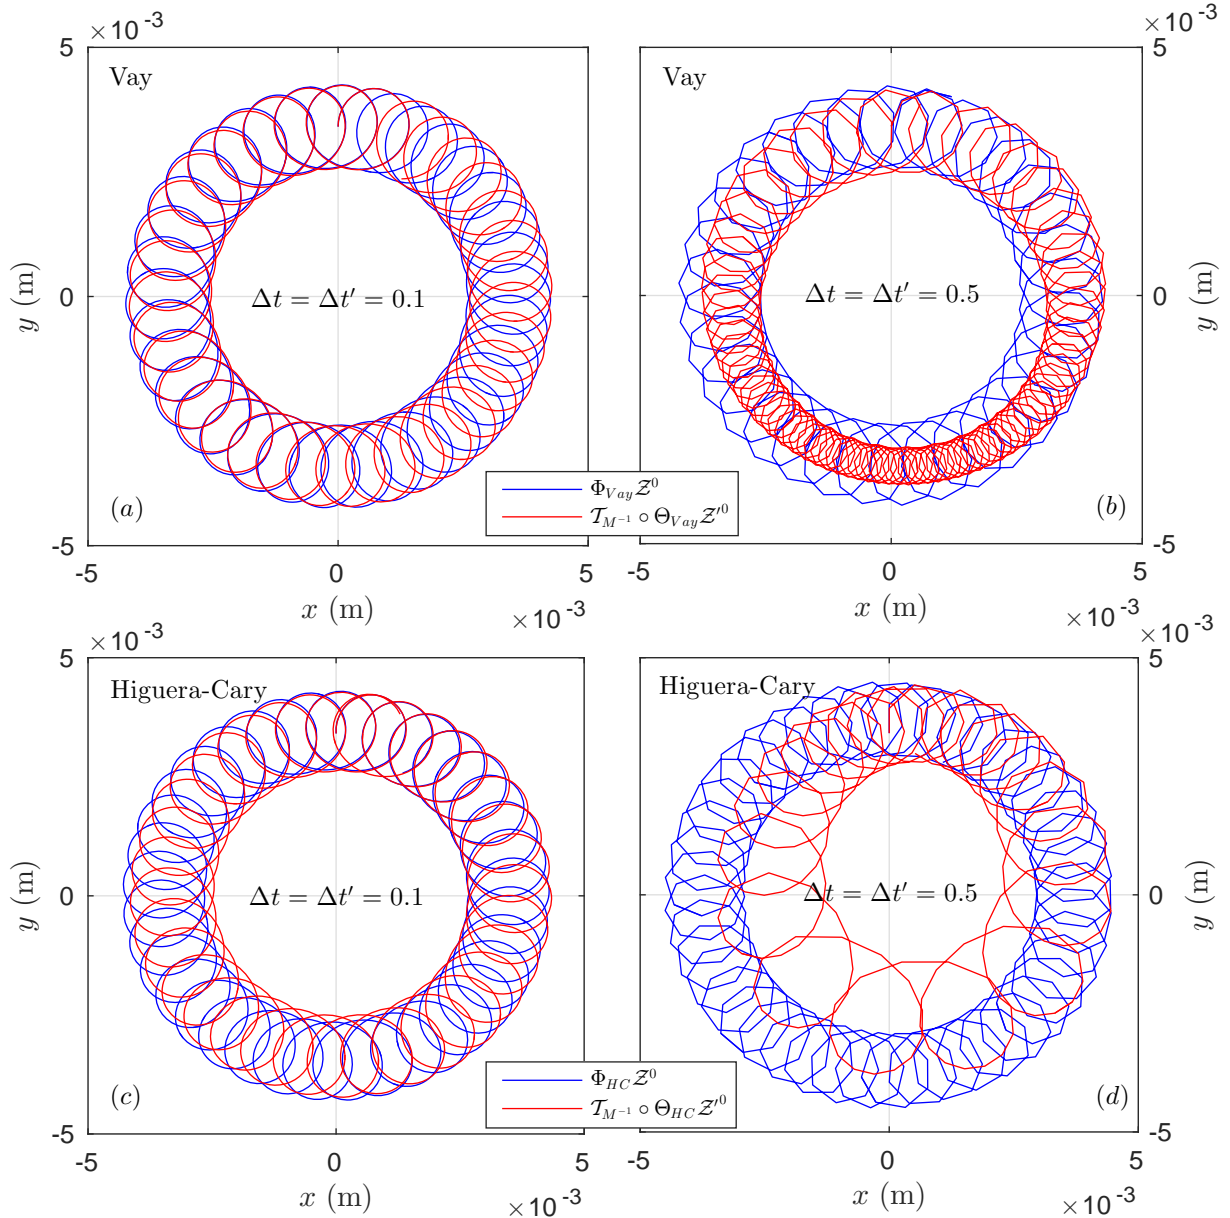 ×10⁻³
×10⁻³
5
5
Vay
Vay
y (m)
0
Δt = Δt′ = 0.1
Δt = Δt′ = 0.5
0
y (m)
(a)
Φ_{Vay}𝒵⁰
𝒯_{M⁻¹} ∘ Θ_{Vay}𝒵′⁰
(b)
-5
-5
-5
0
5
-5
0
5
x (m)
×10⁻³
x (m)
×10⁻³
×10⁻³
×10⁻³
5
5
Higuera-Cary
Higuera-Cary
y (m)
0
Δt = Δt′ = 0.1
Δt = Δt′ = 0.5
0
y (m)
(c)
Φ_{HC}𝒵⁰
𝒯_{M⁻¹} ∘ Θ_{HC}𝒵′⁰
(d)
-5
-5
-5
0
5
-5
0
5
x (m)
×10⁻³
x (m)
×10⁻³